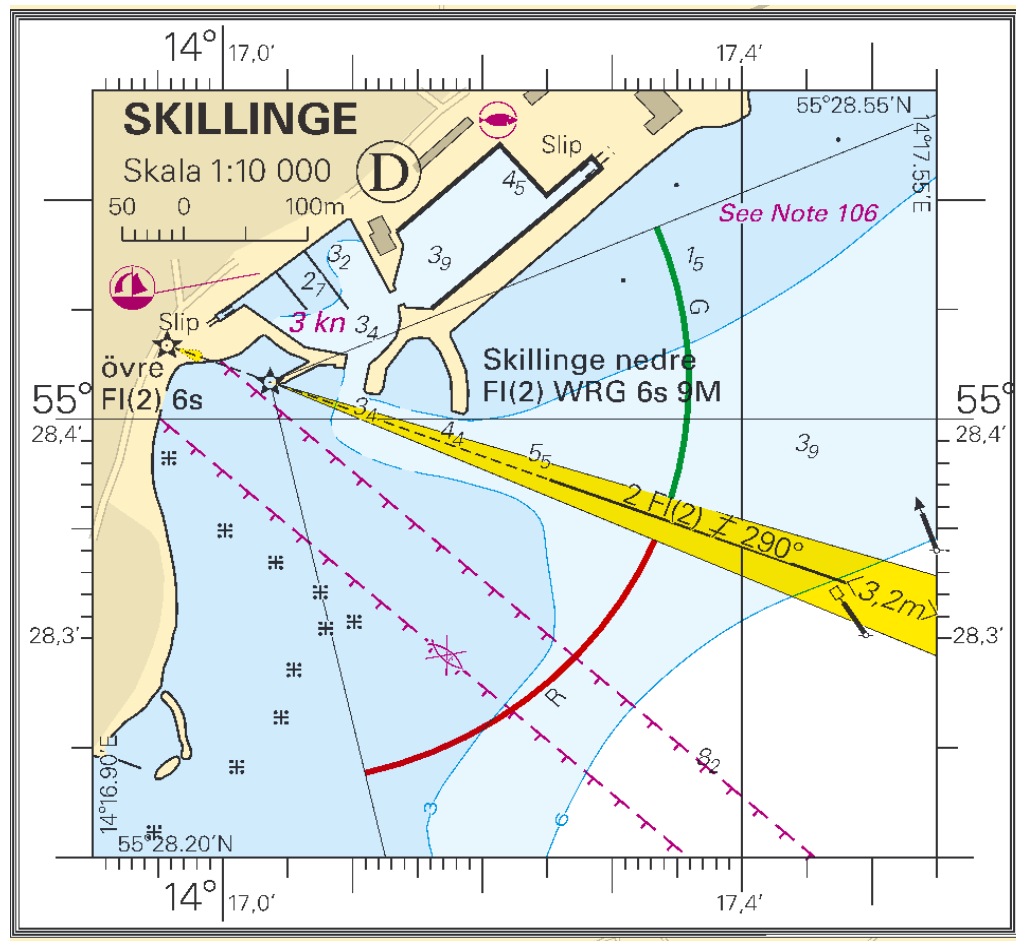 14° 17,0' 17,4'
SKILLINGE
55°28.55'N
14°17.55'E
Skala 1:10 000
D
Slip
50 0 100m
4₅
See Note 106
3₂
3₉
1₅
2₇
G
3 kn
3₄
Slip
övre
Fl(2) 6s
Skillinge nedre
Fl(2) WRG 6s 9M
55° 55°
28,4' 28,4'
3₄
4₄
3₉
5₅
2 Fl(2) ± 290°
<3,2m>
28,3' 28,3'
R
8₂
14°16.90'E
3
6
55°28.20'N
14° 17,0' 17,4'